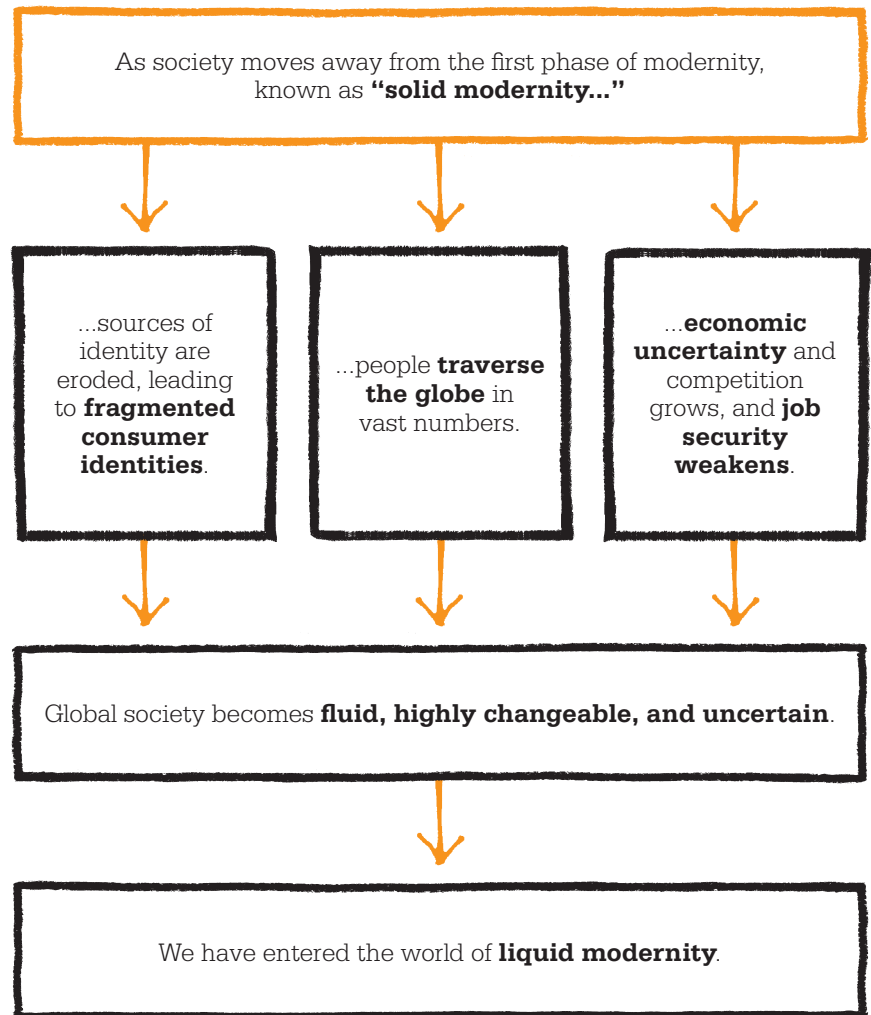 As society moves away from the first phase of modernity,
known as “solid modernity...”
...sources of
identity are
eroded, leading
to fragmented
consumer
identities.
...people traverse
the globe in
vast numbers.
...economic
uncertainty and
competition
grows, and job
security
weakens.
Global society becomes fluid, highly changeable, and uncertain.
We have entered the world of liquid modernity.